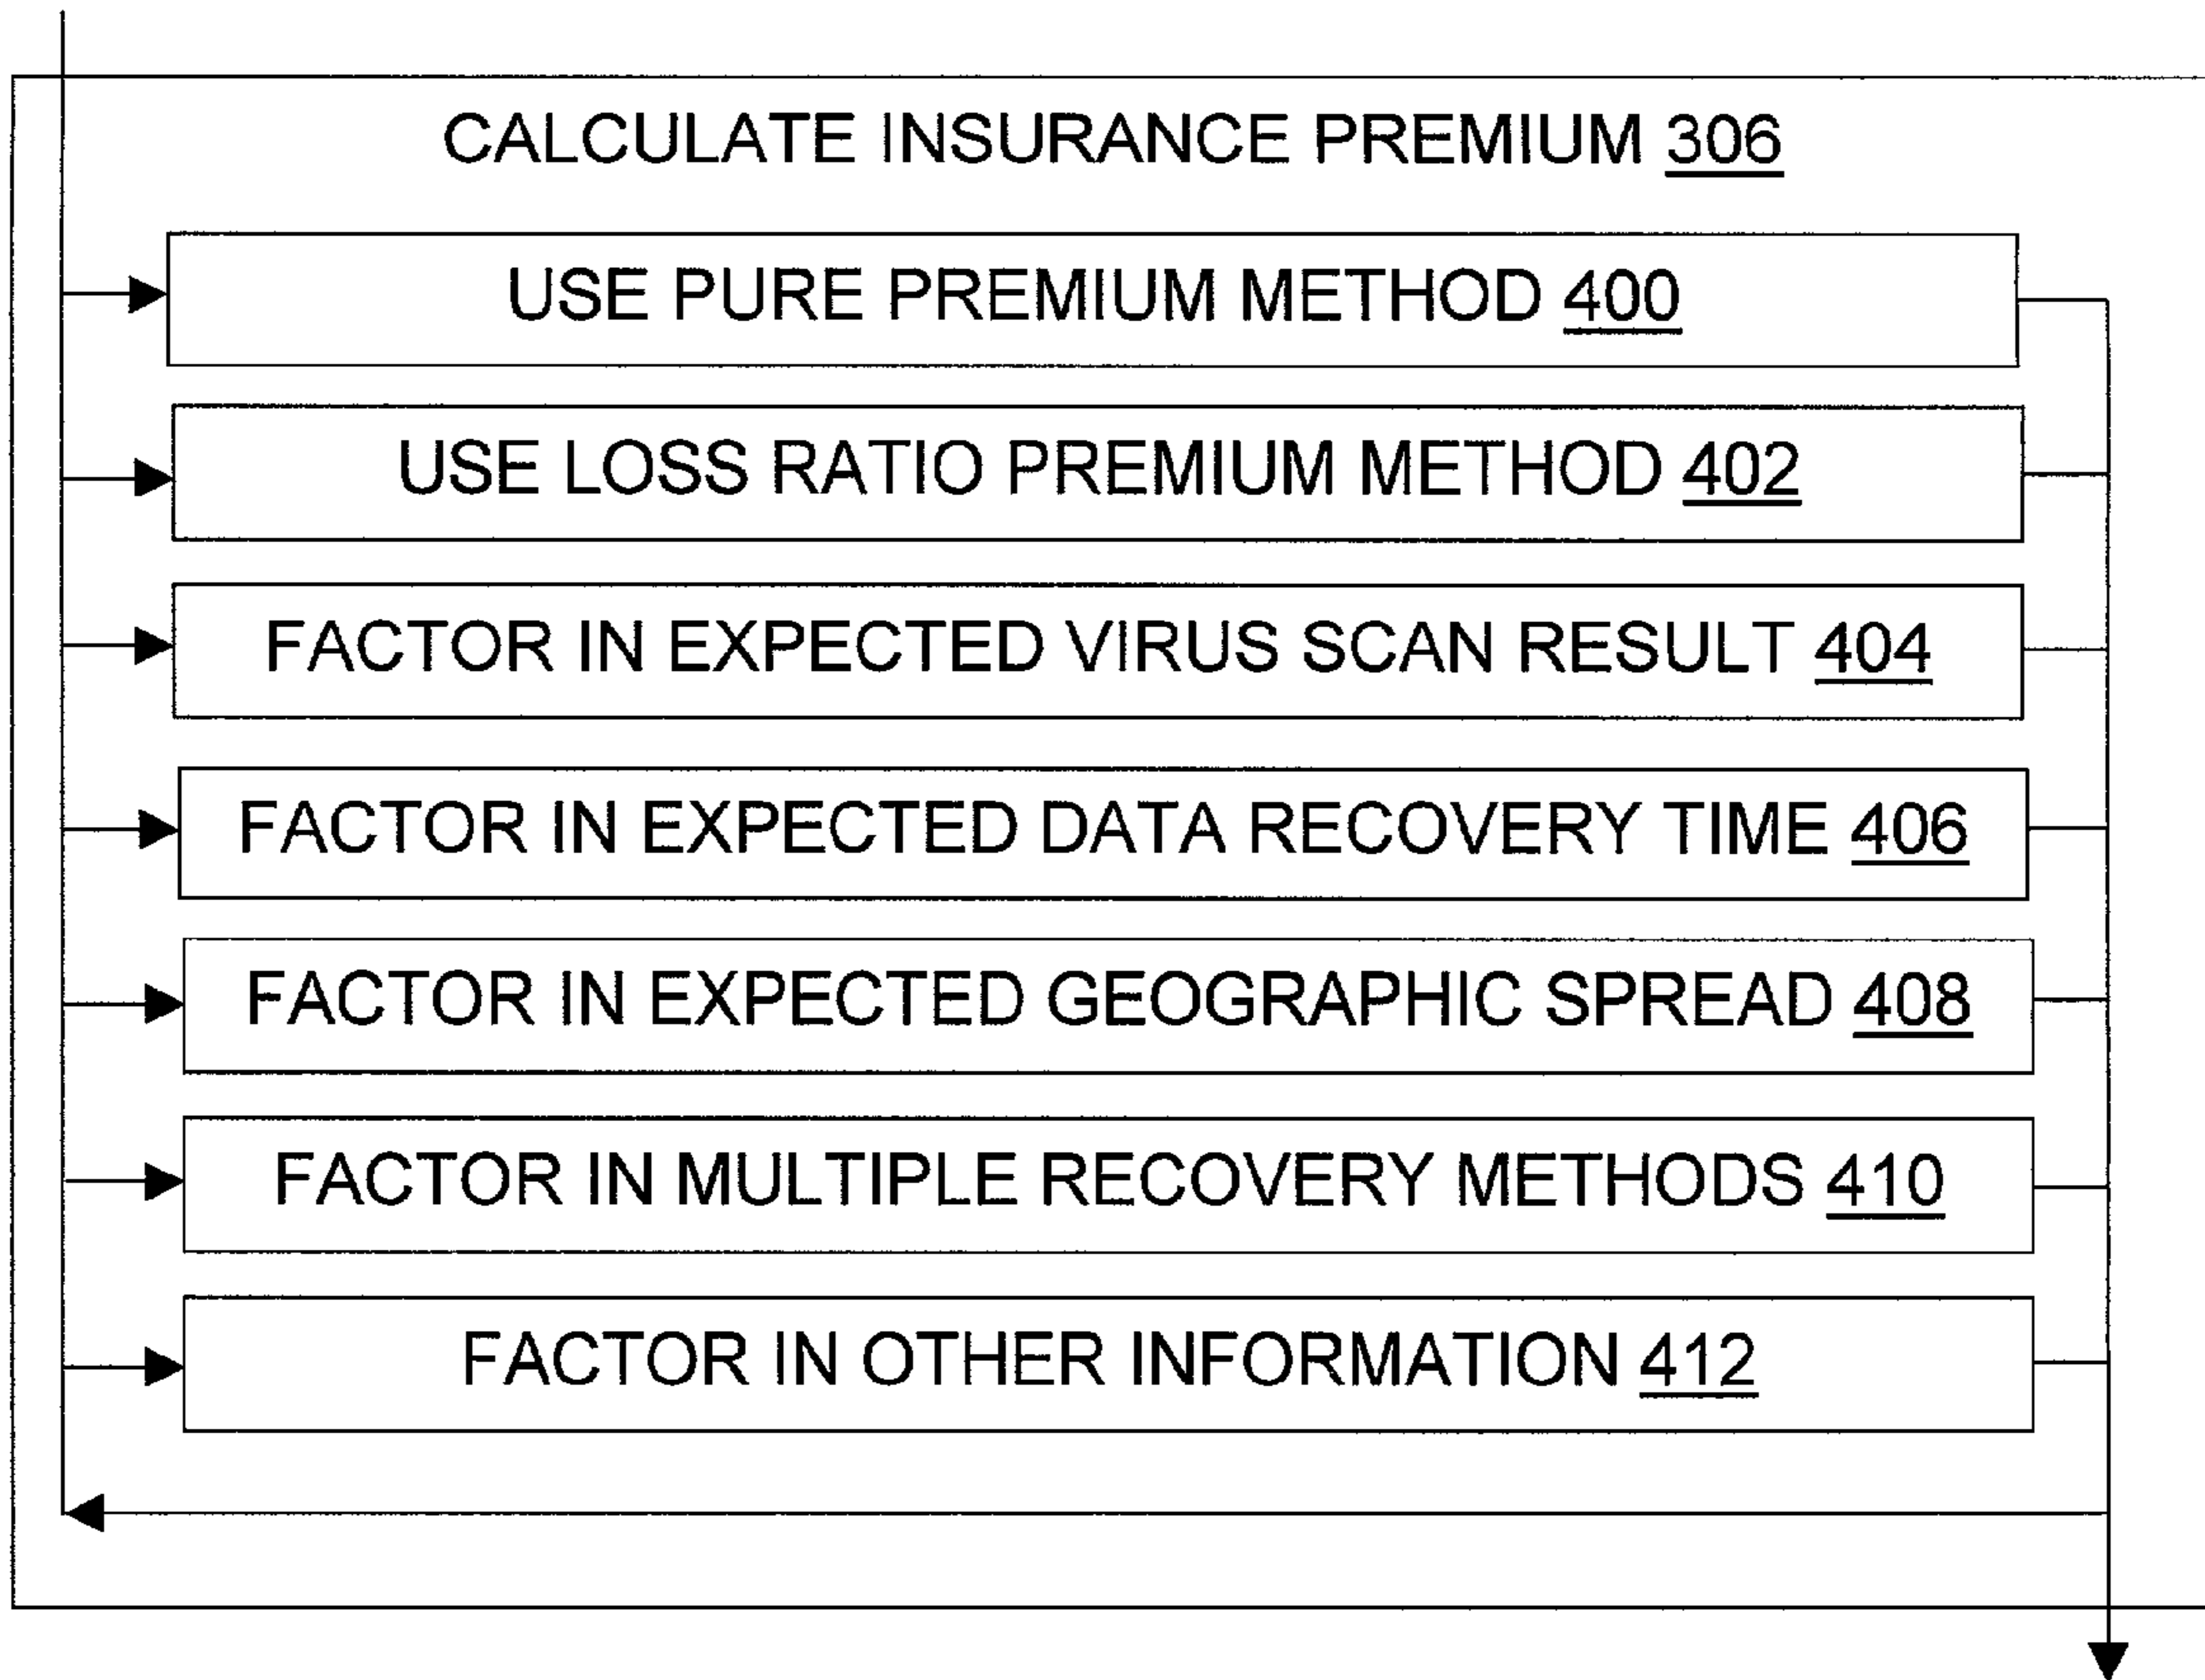 CALCULATE INSURANCE PREMIUM 306
USE PURE PREMIUM METHOD 400
USE LOSS RATIO PREMIUM METHOD 402
FACTOR IN EXPECTED VIRUS SCAN RESULT 404
FACTOR IN EXPECTED DATA RECOVERY TIME 406
FACTOR IN EXPECTED GEOGRAPHIC SPREAD 408
FACTOR IN MULTIPLE RECOVERY METHODS 410
FACTOR IN OTHER INFORMATION 412